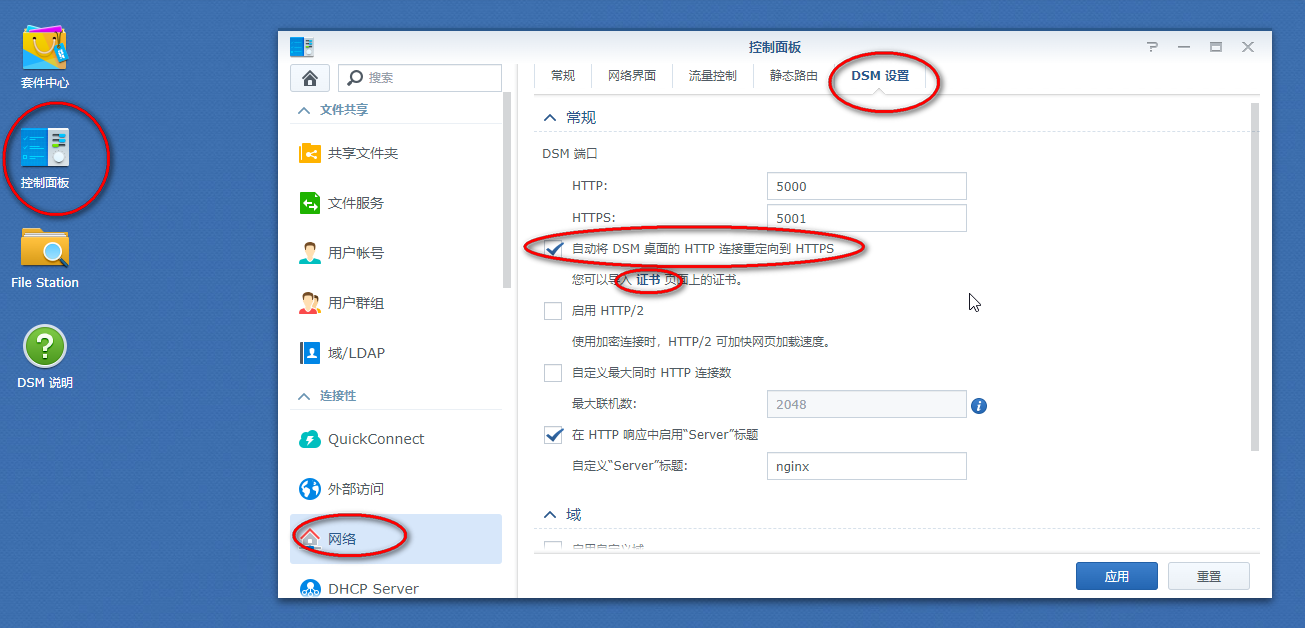 套件中心
控制面板
File Station
DSM 说明
控制面板
搜索
文件共享
共享文件夹
文件服务
用户帐号
用户群组
域/LDAP
连接性
QuickConnect
外部访问
网络
DHCP Server
常规
网络界面
流量控制
静态路由
DSM 设置
常规
DSM 端口
HTTP: 5000
HTTPS: 5001
自动将 DSM 桌面的 HTTP 连接重定向到 HTTPS
您可以导入 证书 页面上的证书。
启用 HTTP/2
使用加密连接时，HTTP/2 可加快网页加载速度。
自定义最大同时 HTTP 连接数
最大联机数: 2048
在 HTTP 响应中启用“Server”标题
自定义“Server”标题: nginx
域
启用自定义域
应用
重置